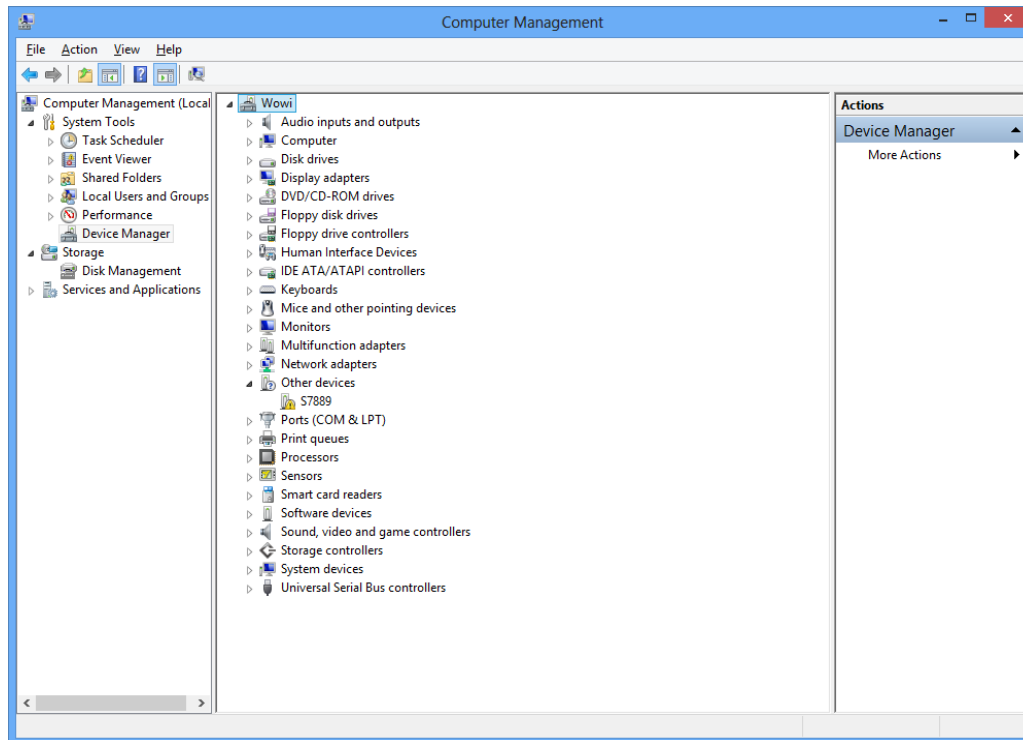 Computer Management
File Action View Help
Computer Management (Local
System Tools
Task Scheduler
Event Viewer
Shared Folders
Local Users and Groups
Performance
Device Manager
Storage
Disk Management
Services and Applications
Wowi
Audio inputs and outputs
Computer
Disk drives
Display adapters
DVD/CD-ROM drives
Floppy disk drives
Floppy drive controllers
Human Interface Devices
IDE ATA/ATAPI controllers
Keyboards
Mice and other pointing devices
Monitors
Multifunction adapters
Network adapters
Other devices
S7889
Ports (COM & LPT)
Print queues
Processors
Sensors
Smart card readers
Software devices
Sound, video and game controllers
Storage controllers
System devices
Universal Serial Bus controllers
Actions
Device Manager
More Actions